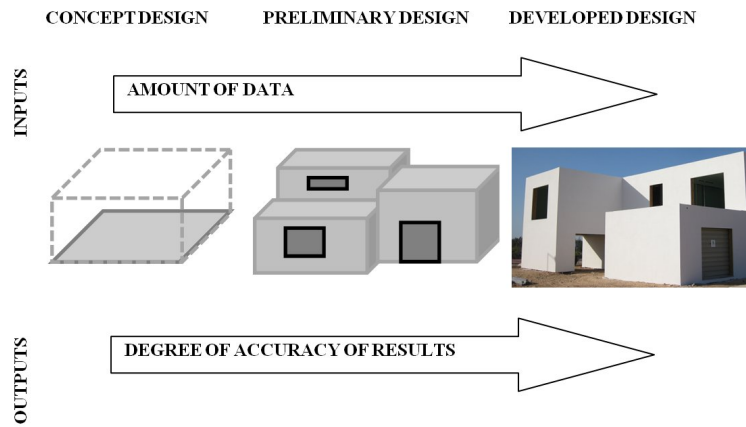 CONCEPT DESIGN
PRELIMINARY DESIGN
DEVELOPED DESIGN
INPUTS
AMOUNT OF DATA
OUTPUTS
DEGREE OF ACCURACY OF RESULTS